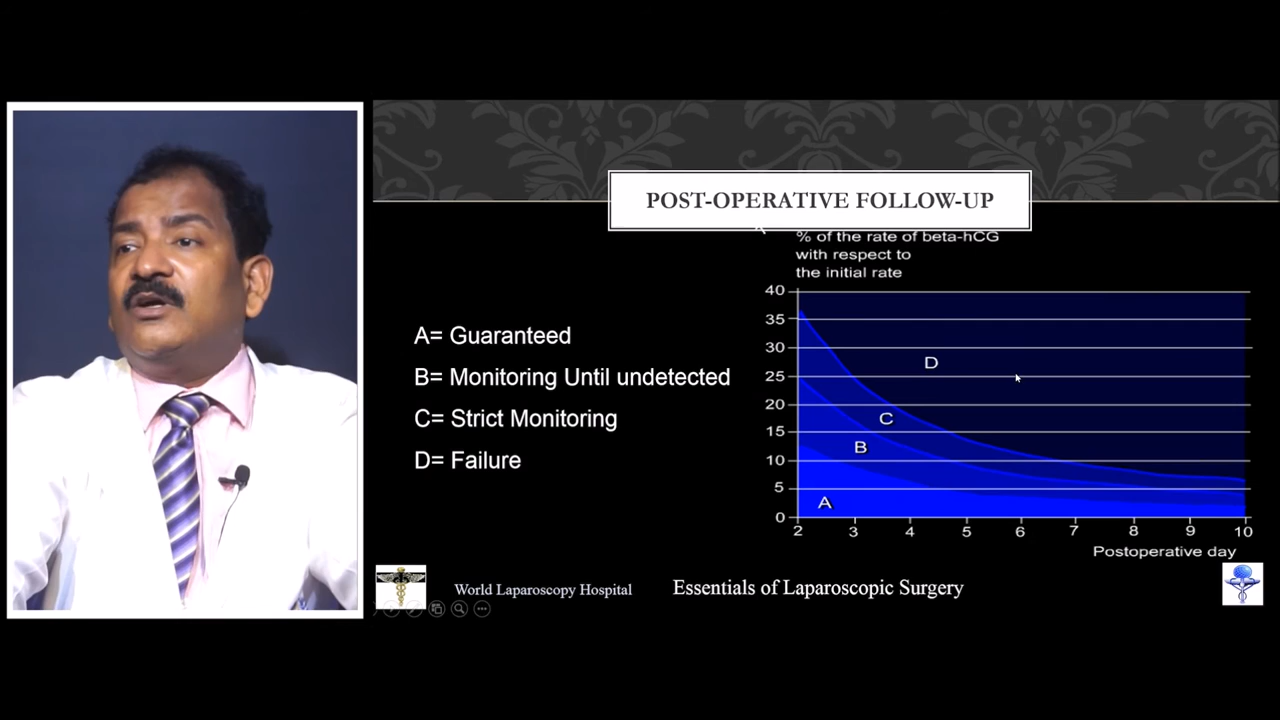 POST-OPERATIVE FOLLOW-UP
% of the rate of beta-hCG
with respect to
the initial rate
A= Guaranteed
B= Monitoring Until undetected
C= Strict Monitoring
D= Failure
40
35
30
25
20
15
10
5
0
D
C
B
A
2 3 4 5 6 7 8 9 10
Postoperative day
World Laparoscopy Hospital
Essentials of Laparoscopic Surgery